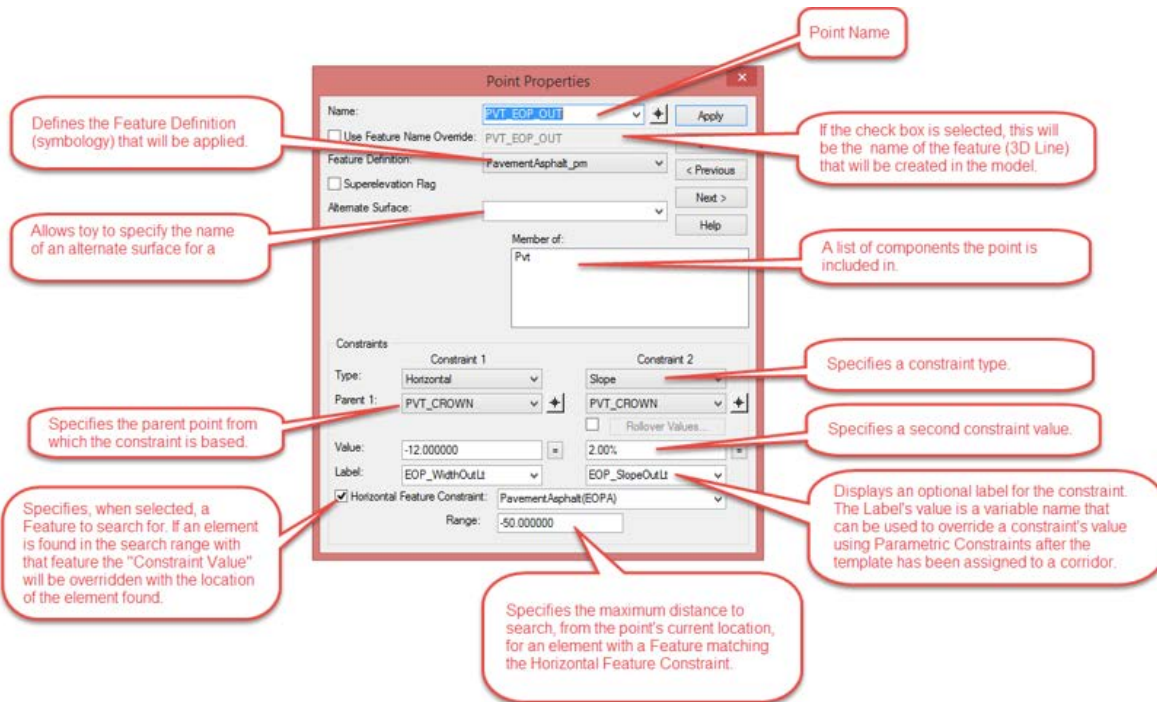 Point Name
Point Properties
Name:
PVT_EOP_OUT
Apply
Use Feature Name Override:
PVT_EOP_OUT
Feature Definition:
PavementAsphalt_pm
< Previous
Superelevation Flag
Next >
Alternate Surface:
Help
Member of:
Pvt
Constraints
Constraint 1
Constraint 2
Type:
Horizontal
Slope
Parent 1:
PVT_CROWN
PVT_CROWN
Rollover Values...
Value:
-12.000000
=
2.00%
=
Label:
EOP_WidthOutLt
EOP_SlopeOutLt
Horizontal Feature Constraint:
PavementAsphalt(EOPA)
Range:
-50.000000
Defines the Feature Definition
(symbology) that will be applied.
Allows toy to specify the name
of an alternate surface for a
Specifies the parent point from
which the constraint is based.
Specifies, when selected, a
Feature to search for. If an element
is found in the search range with
that feature the "Constraint Value"
will be overridden with the location
of the element found.
If the check box is selected, this will
be the name of the feature (3D Line)
that will be created in the model.
A list of components the point is
included in.
Specifies a constraint type.
Specifies a second constraint value.
Displays an optional label for the constraint.
The Label's value is a variable name that
can be used to override a constraint's value
using Parametric Constraints after the
template has been assigned to a corridor.
Specifies the maximum distance to
search, from the point's current location,
for an element with a Feature matching
the Horizontal Feature Constraint.